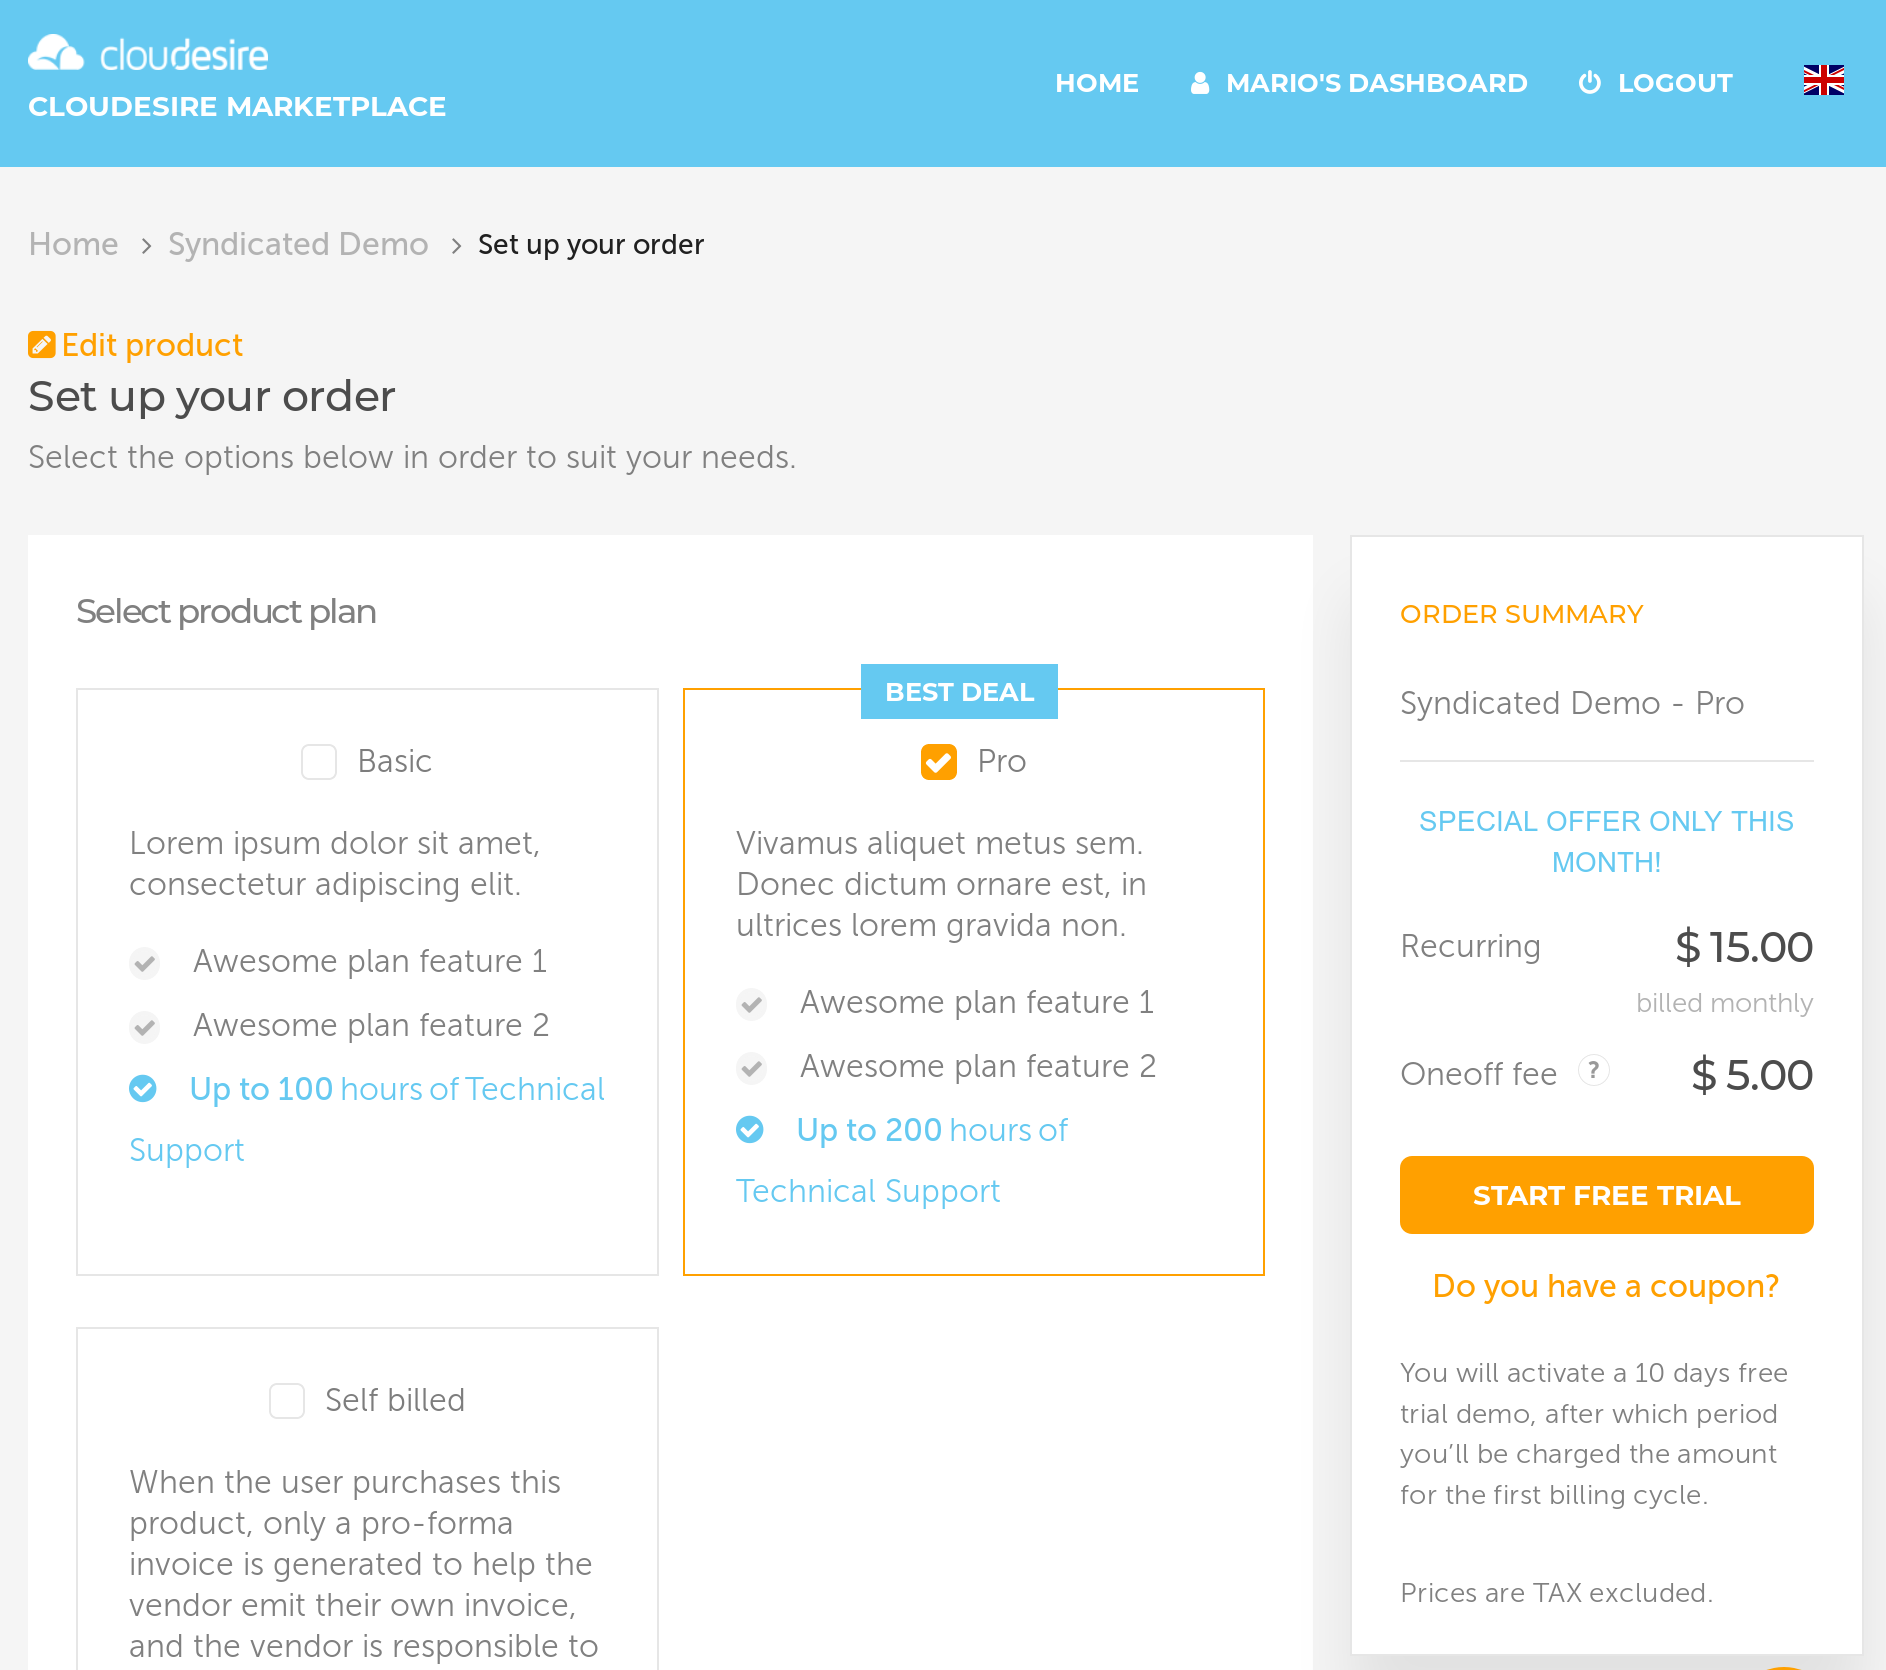 cloudesire
CLOUDESIRE MARKETPLACE
HOME
MARIO'S DASHBOARD
LOGOUT
Home > Syndicated Demo > Set up your order
Edit product
Set up your order
Select the options below in order to suit your needs.
Select product plan
Basic
Lorem ipsum dolor sit amet,
consectetur adipiscing elit.
Awesome plan feature 1
Awesome plan feature 2
Up to 100 hours of Technical
Support
BEST DEAL
Pro
Vivamus aliquet metus sem.
Donec dictum ornare est, in
ultrices lorem gravida non.
Awesome plan feature 1
Awesome plan feature 2
Up to 200 hours of
Technical Support
Self billed
When the user purchases this
product, only a pro-forma
invoice is generated to help the
vendor emit their own invoice,
and the vendor is responsible to
ORDER SUMMARY
Syndicated Demo - Pro
SPECIAL OFFER ONLY THIS
MONTH!
Recurring $ 15.00
billed monthly
Oneoff fee ? $ 5.00
START FREE TRIAL
Do you have a coupon?
You will activate a 10 days free
trial demo, after which period
you’ll be charged the amount
for the first billing cycle.
Prices are TAX excluded.